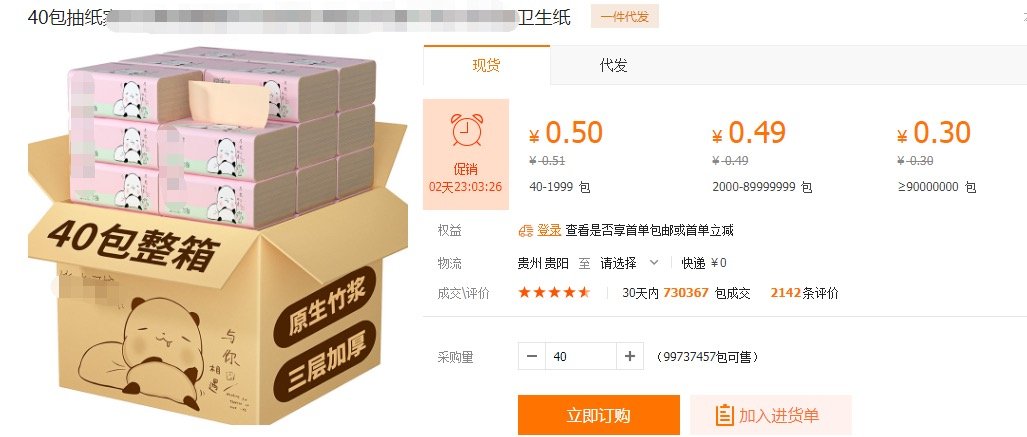 40包抽纸
卫生纸
一件代发
现货
代发
促销
02天23:03:26
¥ 0.50
¥ 0.51
40-1999 包
¥ 0.49
¥ 0.49
2000-89999999 包
¥ 0.30
¥ 0.30
≥90000000 包
权益
登录 查看是否享首单包邮或首单立减
物流
贵州 贵阳 至 请选择
快递 ¥0
成交\评价
30天内 730367 包成交
2142条评价
采购量
− 40 +
（99737457包可售）
立即订购
加入进货单
40包整箱
原生竹浆
三层加厚
与你相遇